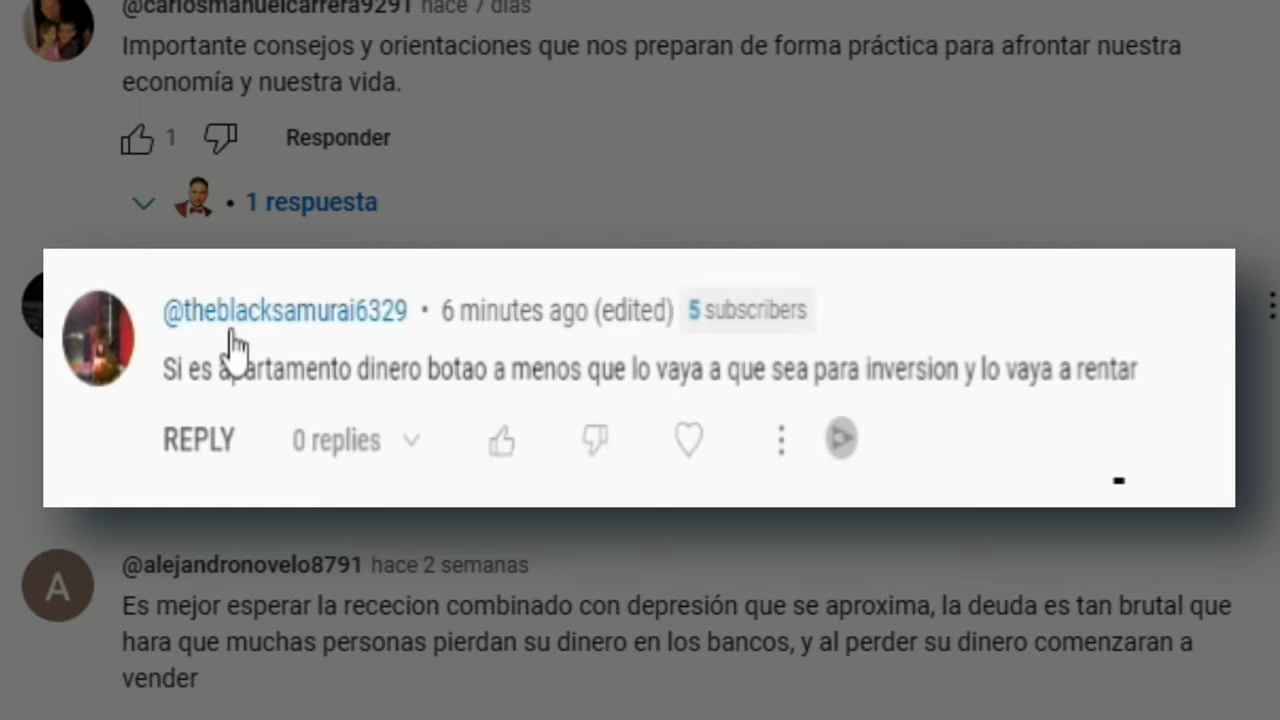 @carlosmanuelcarrera9291 hace 7 días
Importante consejos y orientaciones que nos preparan de forma práctica para afrontar nuestra
economía y nuestra vida.
1 Responder
• 1 respuesta
@theblacksamurai6329 • 6 minutes ago (edited) 5 subscribers
Si es apartamento dinero botao a menos que lo vaya a que sea para inversion y lo vaya a rentar
REPLY 0 replies
@alejandronovelo8791 hace 2 semanas
A
Es mejor esperar la rececion combinado con depresión que se aproxima, la deuda es tan brutal que
hara que muchas personas pierdan su dinero en los bancos, y al perder su dinero comenzaran a
vender